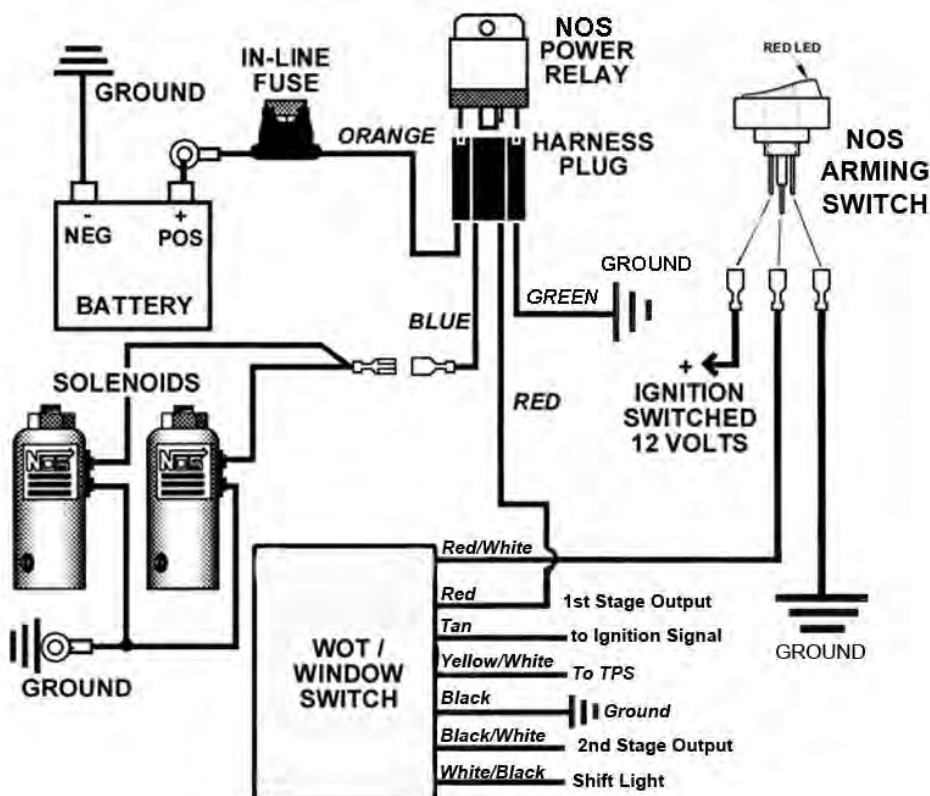 NOS
POWER
RELAY
RED LED
IN-LINE
FUSE
GROUND
ORANGE
HARNESS
PLUG
NOS
ARMING
SWITCH
-
NEG
+
POS
BATTERY
GROUND
GREEN
BLUE
+
IGNITION
SWITCHED
12 VOLTS
SOLENOIDS
RED
NOS
NOS
Red/White
Red
1st Stage Output
Tan
to Ignition Signal
WOT /
WINDOW
SWITCH
Yellow/White
To TPS
Black
Ground
Black/White
2nd Stage Output
White/Black
Shift Light
GROUND
GROUND